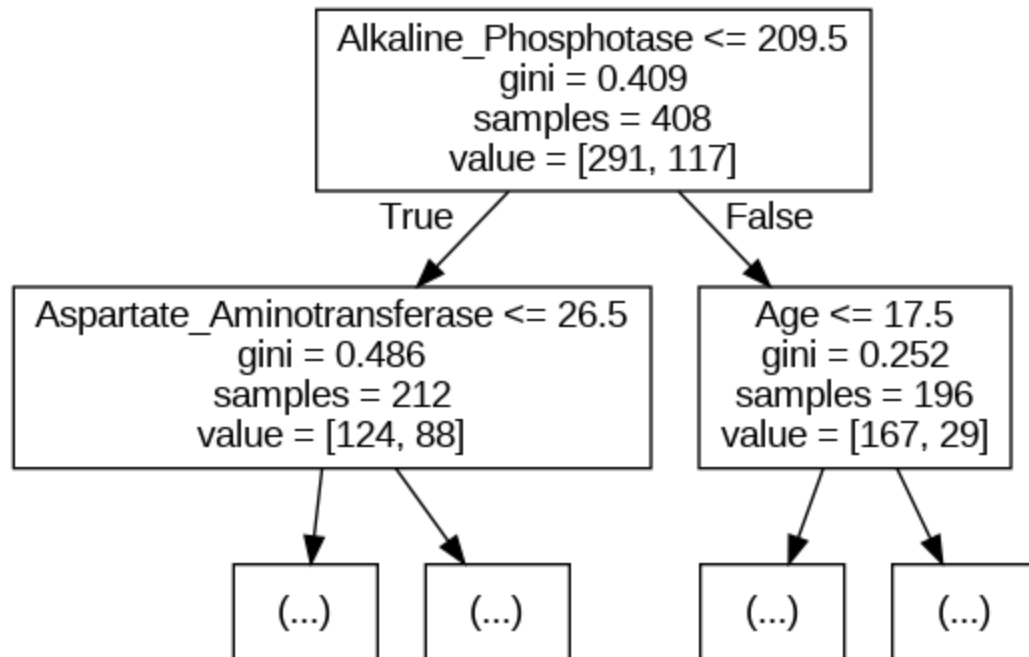 Alkaline_Phosphotase <= 209.5
gini = 0.409
samples = 408
value = [291, 117]
True
False
Aspartate_Aminotransferase <= 26.5
gini = 0.486
samples = 212
value = [124, 88]
Age <= 17.5
gini = 0.252
samples = 196
value = [167, 29]
(...)
(...)
(...)
(...)